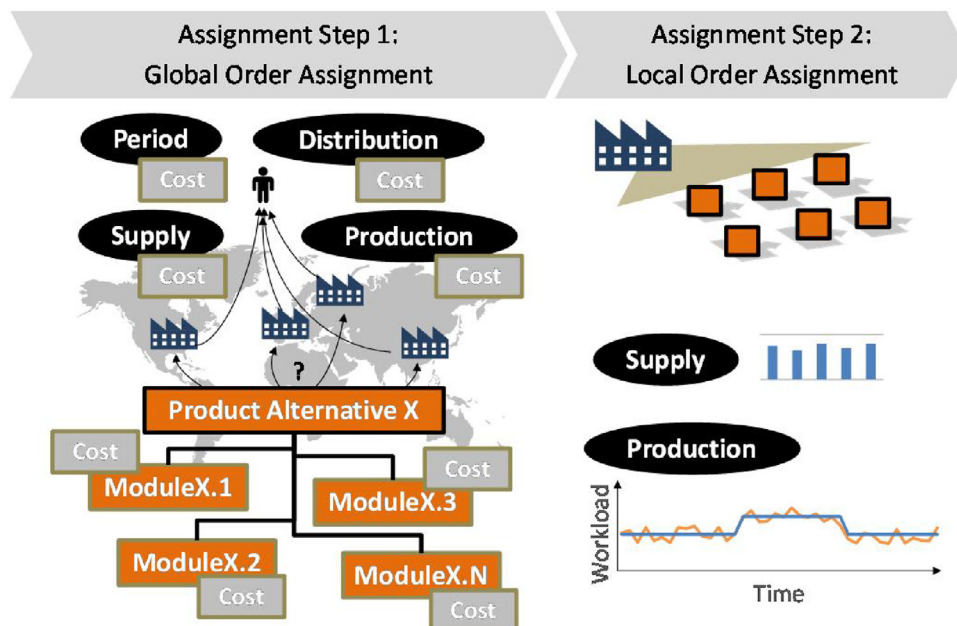 Assignment Step 1:
Global Order Assignment
Assignment Step 2:
Local Order Assignment
Period
Cost
Distribution
Cost
Supply
Cost
Production
Cost
?
Product Alternative X
Cost
ModuleX.1
Cost
ModuleX.3
ModuleX.2
Cost
ModuleX.N
Cost
Supply
Production
Workload
Time